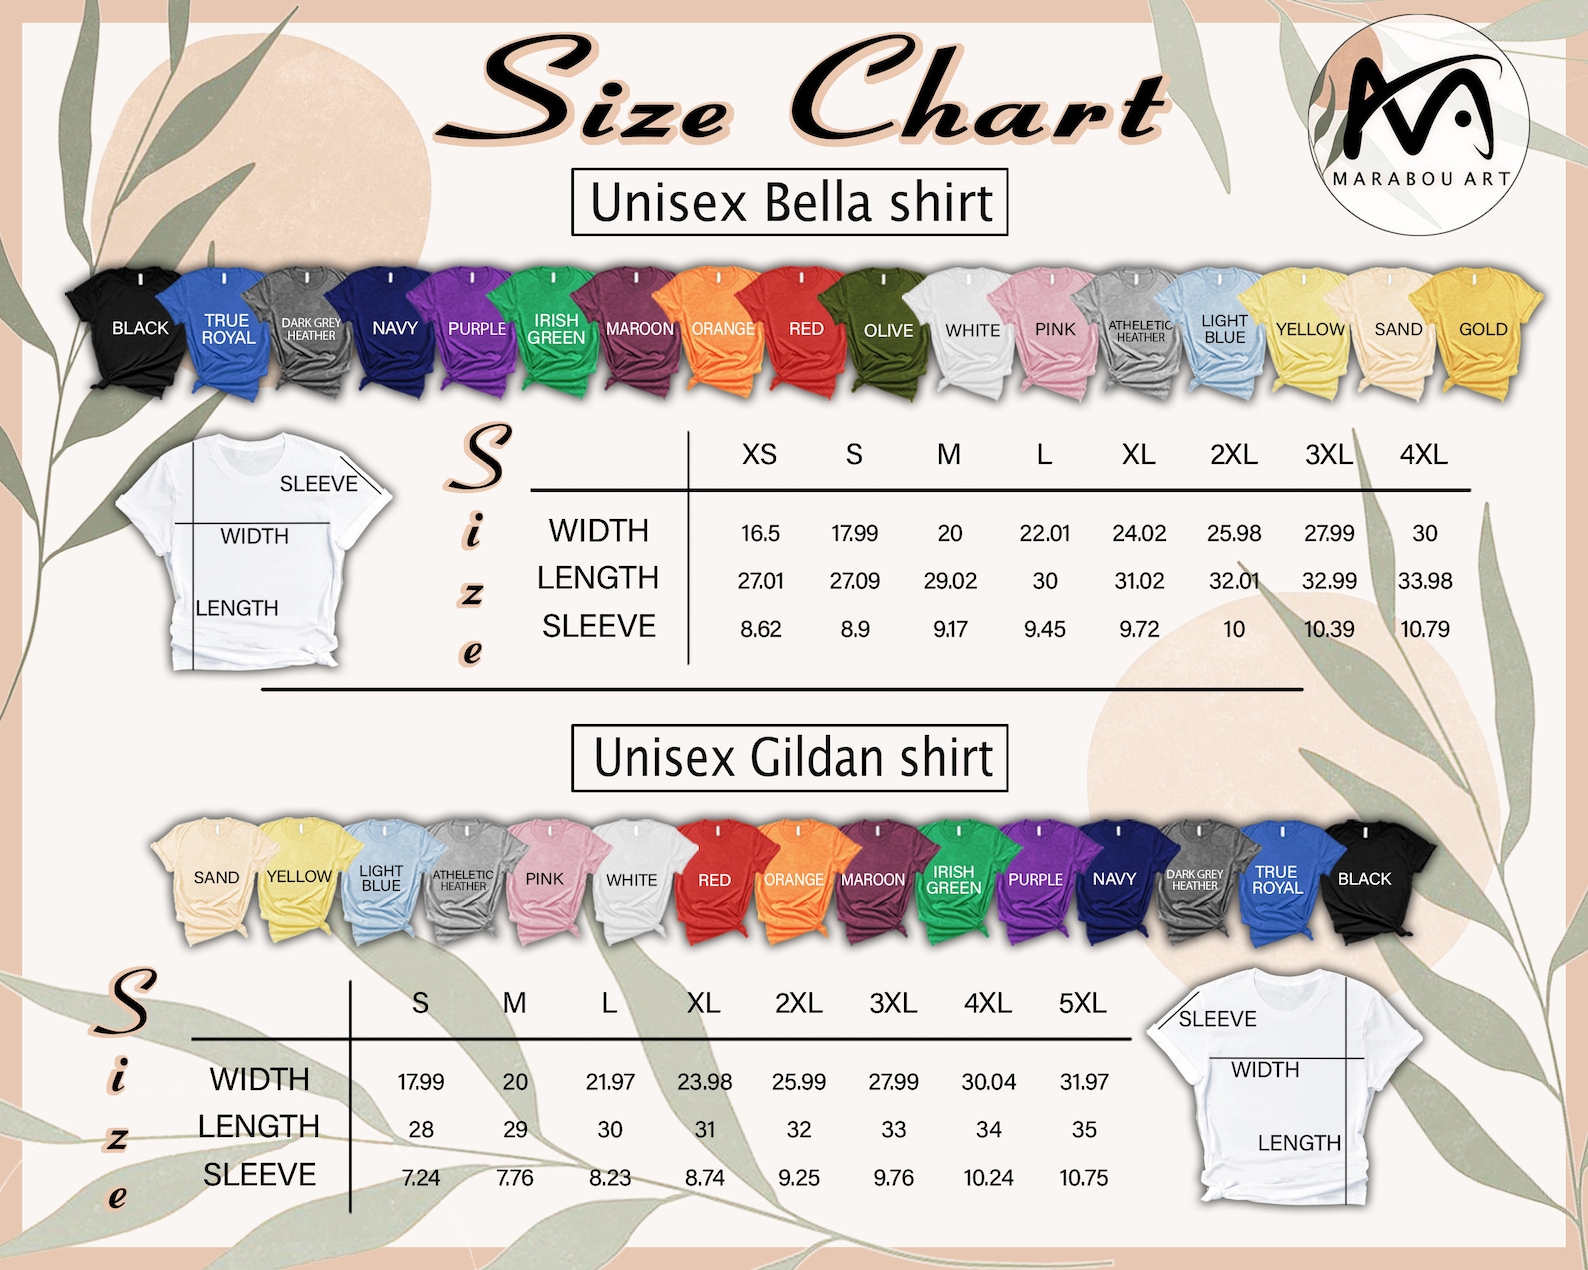 Size Chart
MARABOU ART
Unisex Bella shirt
BLACK
TRUE
ROYAL
DARK GREY
HEATHER
NAVY
PURPLE
IRISH
GREEN
MAROON
ORANGE
RED
OLIVE
WHITE
PINK
ATHELETIC
HEATHER
LIGHT
BLUE
YELLOW
SAND
GOLD
SLEEVE
WIDTH
LENGTH
Size
XS S M L XL 2XL 3XL 4XL
WIDTH 16.5 17.99 20 22.01 24.02 25.98 27.99 30
LENGTH 27.01 27.09 29.02 30 31.02 32.01 32.99 33.98
SLEEVE 8.62 8.9 9.17 9.45 9.72 10 10.39 10.79
Unisex Gildan shirt
SAND
YELLOW
LIGHT
BLUE
ATHELETIC
HEATHER
PINK
WHITE
RED
ORANGE
MAROON
IRISH
GREEN
PURPLE
NAVY
DARK GREY
HEATHER
TRUE
ROYAL
BLACK
Size
S M L XL 2XL 3XL 4XL 5XL
WIDTH 17.99 20 21.97 23.98 25.99 27.99 30.04 31.97
LENGTH 28 29 30 31 32 33 34 35
SLEEVE 7.24 7.76 8.23 8.74 9.25 9.76 10.24 10.75
SLEEVE
WIDTH
LENGTH